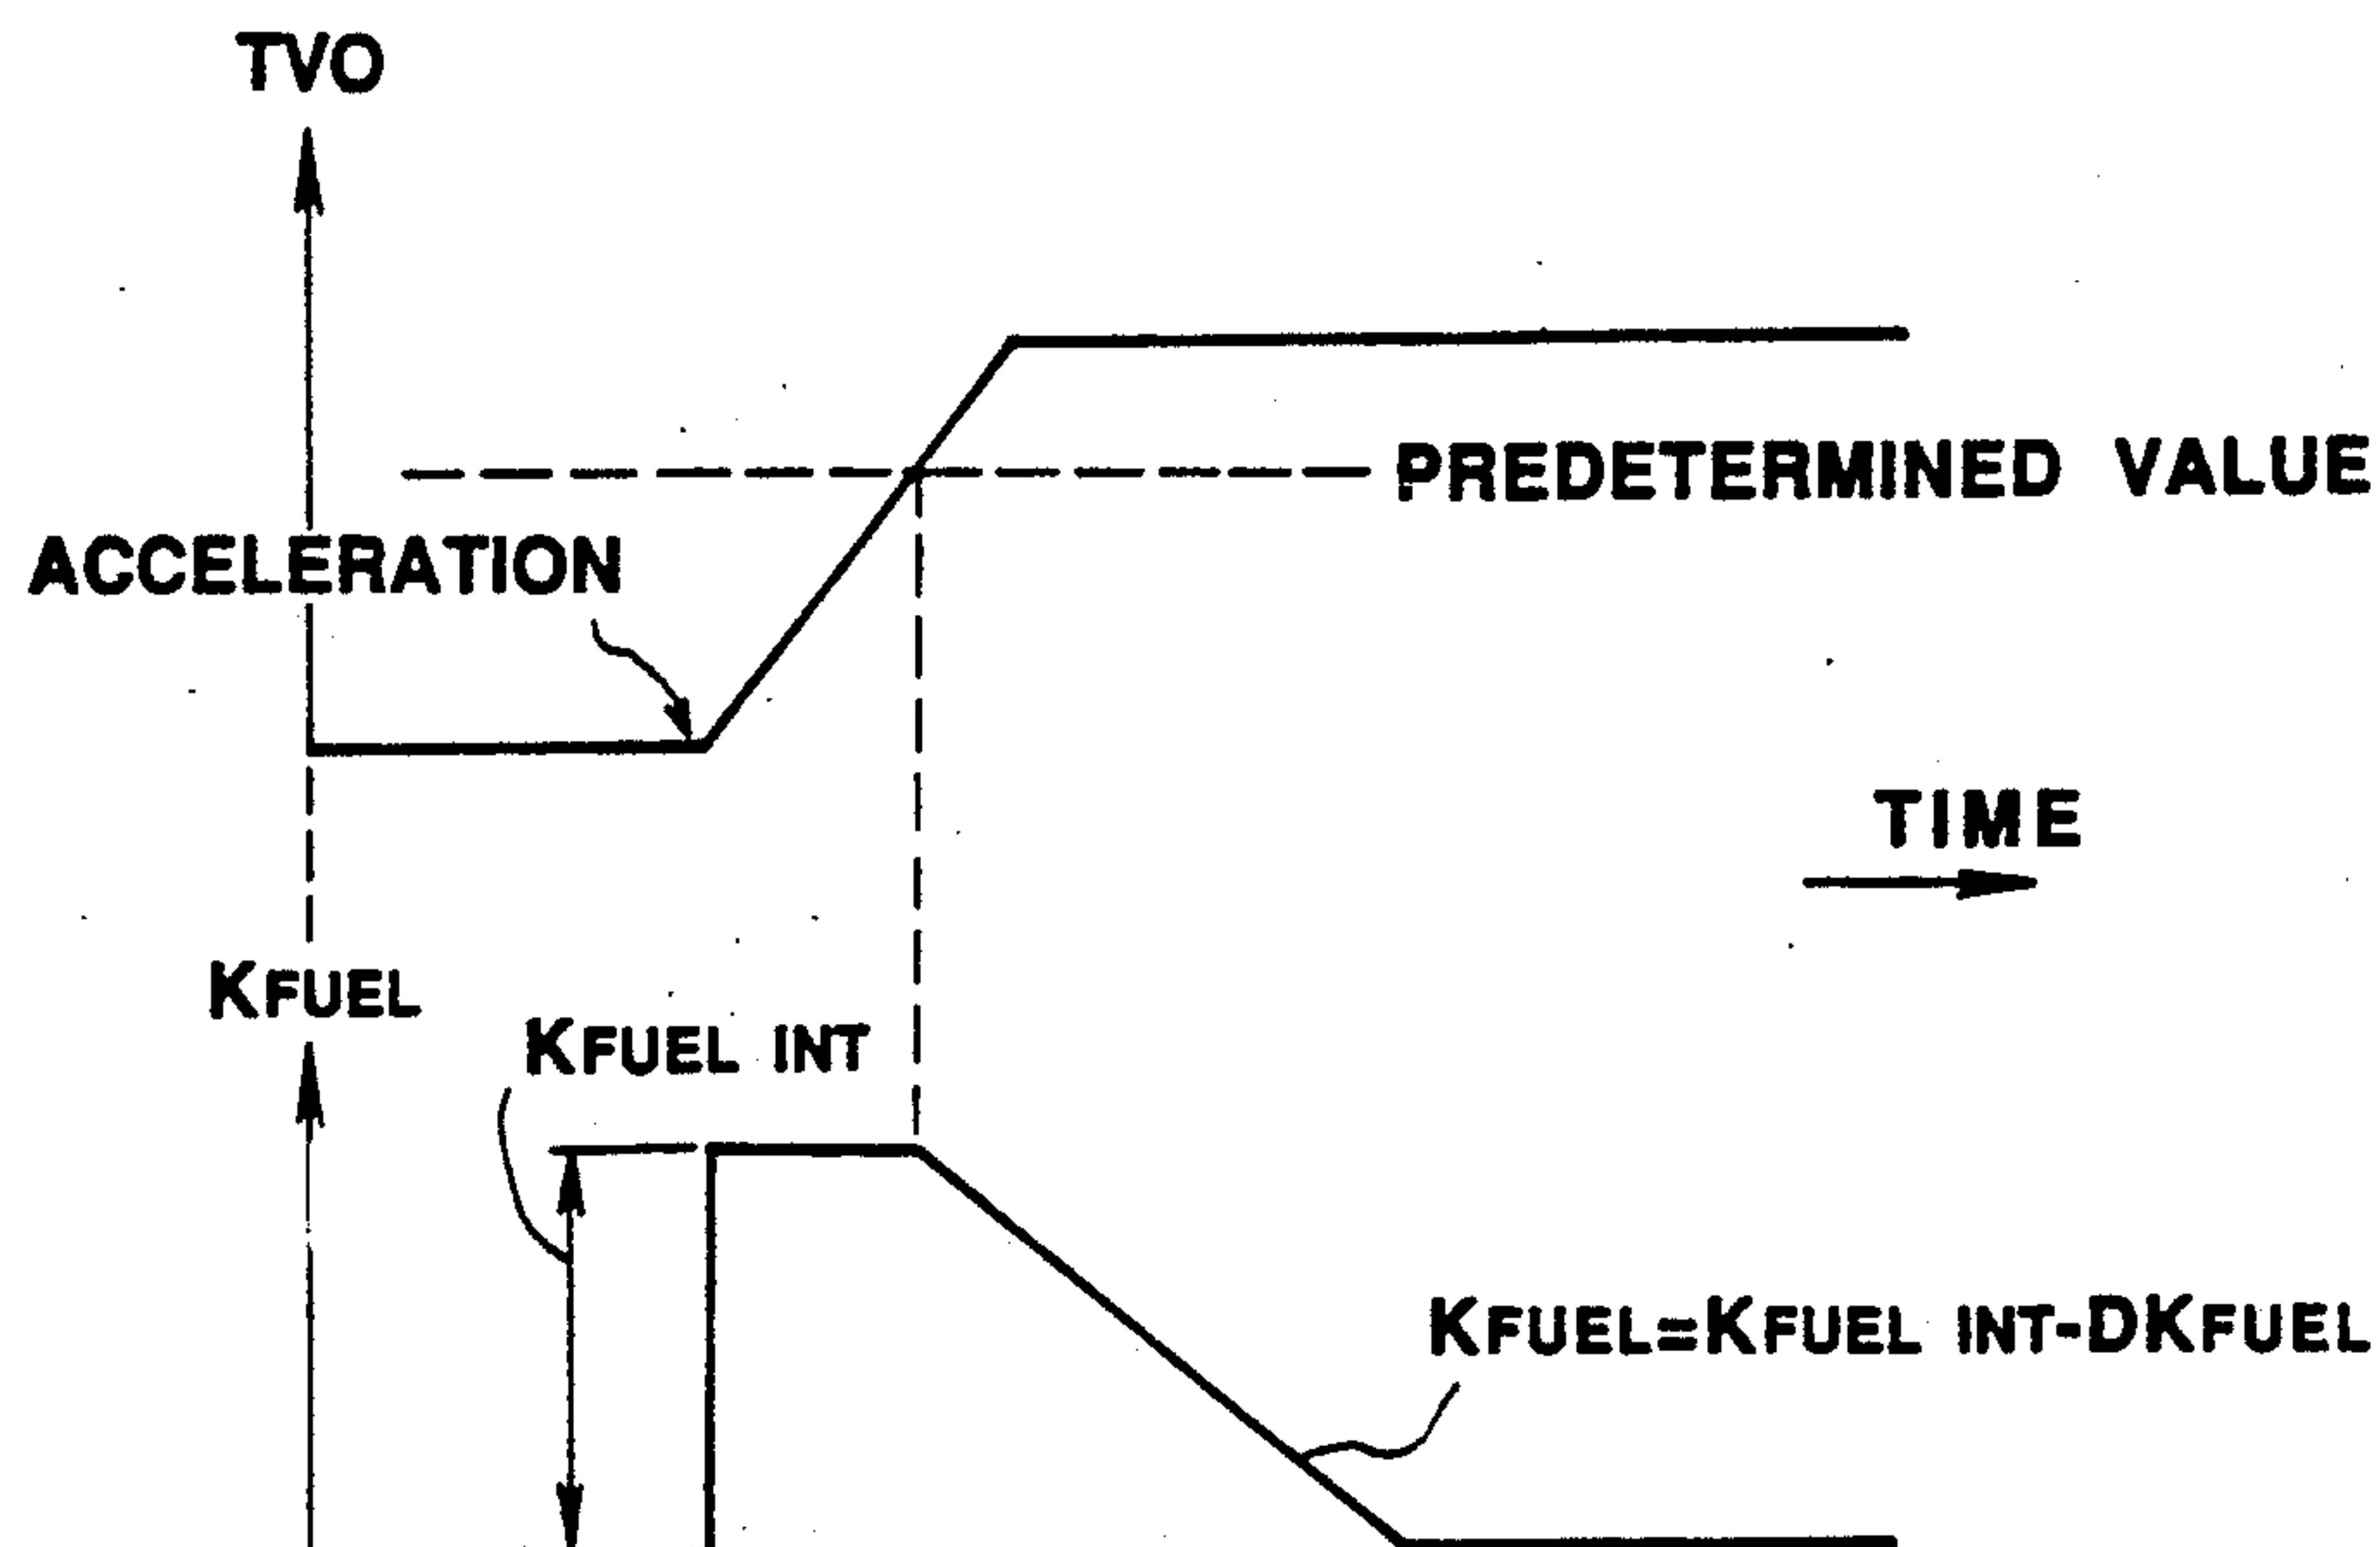 TVO
PREDETERMINED VALUE
ACCELERATION
TIME
KFUEL
KFUEL INT
KFUEL=KFUEL INT-DKFUEL